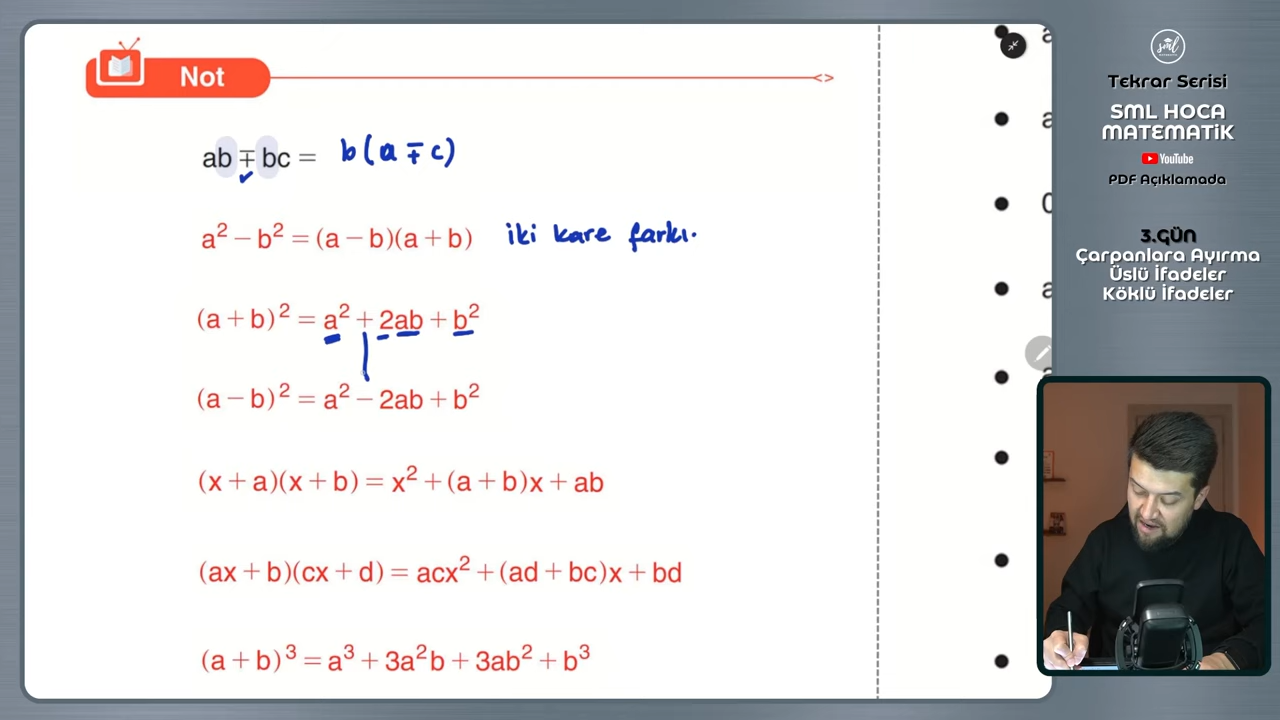 Not
<>
ab ∓ bc = b(a ∓ c)
a² − b² = (a − b)(a + b) iki kare farkı.
(a + b)² = a² + 2ab + b²
(a − b)² = a² − 2ab + b²
(x + a)(x + b) = x² + (a + b)x + ab
(ax + b)(cx + d) = acx² + (ad + bc)x + bd
(a + b)³ = a³ + 3a²b + 3ab² + b³
sml
Tekrar Serisi
SML HOCA
MATEMATİK
YouTube
PDF Açıklamada
3.GÜN
Çarpanlara Ayırma
Üslü İfadeler
Köklü İfadeler